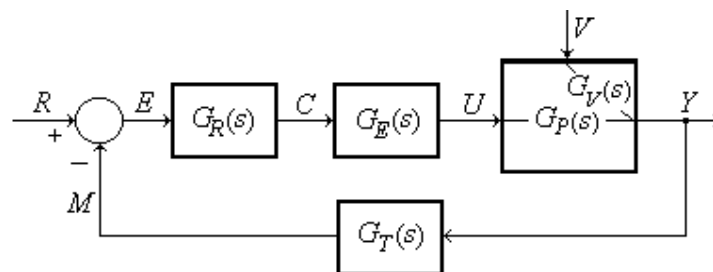 V
R E G_R(s) C G_E(s) U G_V(s) G_P(s) Y
+ −
M G_T(s)